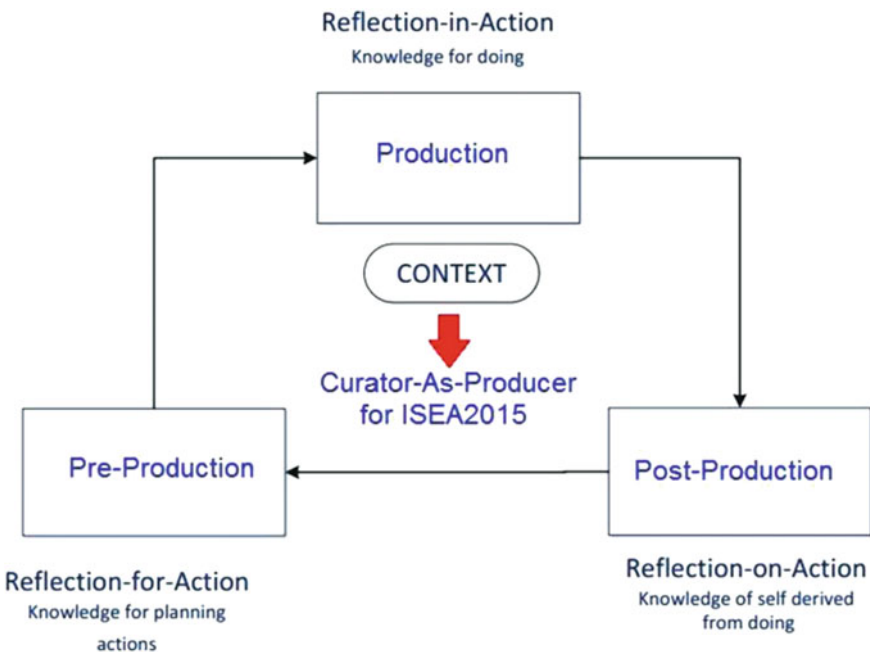 Reflection-in-Action
Knowledge for doing
Production
CONTEXT
Curator-As-Producer
for ISEA2015
Pre-Production
Post-Production
Reflection-for-Action
Knowledge for planning
actions
Reflection-on-Action
Knowledge of self derived
from doing